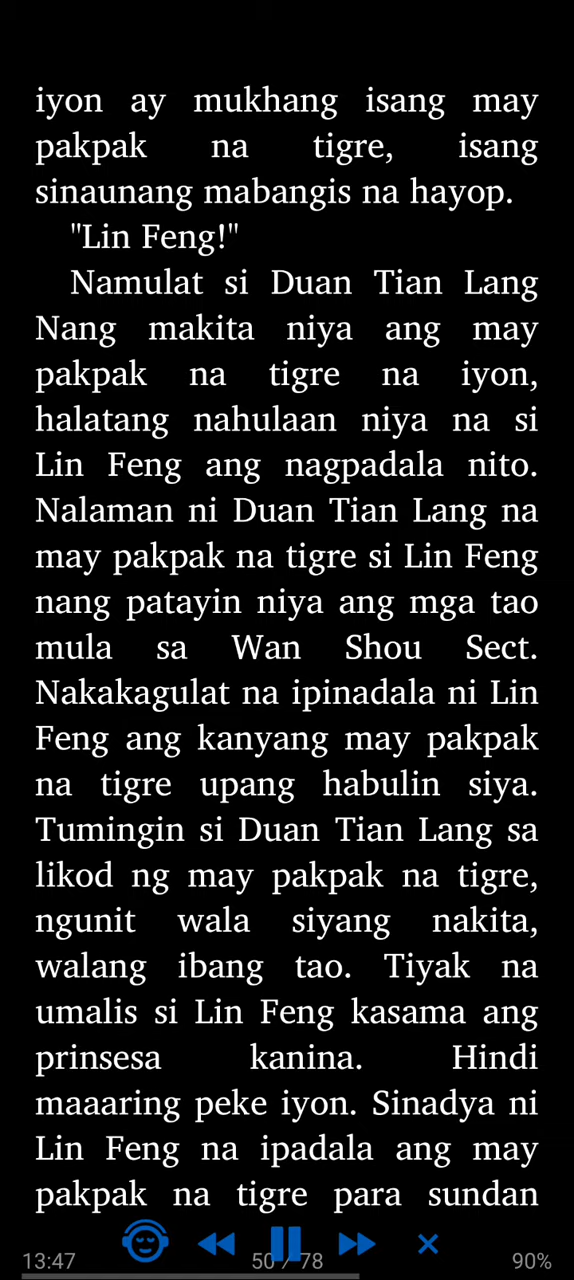 iyon ay mukhang isang may
pakpak na tigre, isang
sinaunang mabangis na hayop.
"Lin Feng!"
Namulat si Duan Tian Lang
Nang makita niya ang may
pakpak na tigre na iyon,
halatang nahulaan niya na si
Lin Feng ang nagpadala nito.
Nalaman ni Duan Tian Lang na
may pakpak na tigre si Lin Feng
nang patayin niya ang mga tao
mula sa Wan Shou Sect.
Nakakagulat na ipinadala ni Lin
Feng ang kanyang may pakpak
na tigre upang habulin siya.
Tumingin si Duan Tian Lang sa
likod ng may pakpak na tigre,
ngunit wala siyang nakita,
walang ibang tao. Tiyak na
umalis si Lin Feng kasama ang
prinsesa kanina. Hindi
maaaring peke iyon. Sinadya ni
Lin Feng na ipadala ang may
pakpak na tigre para sundan
13:47 50 / 78 90%